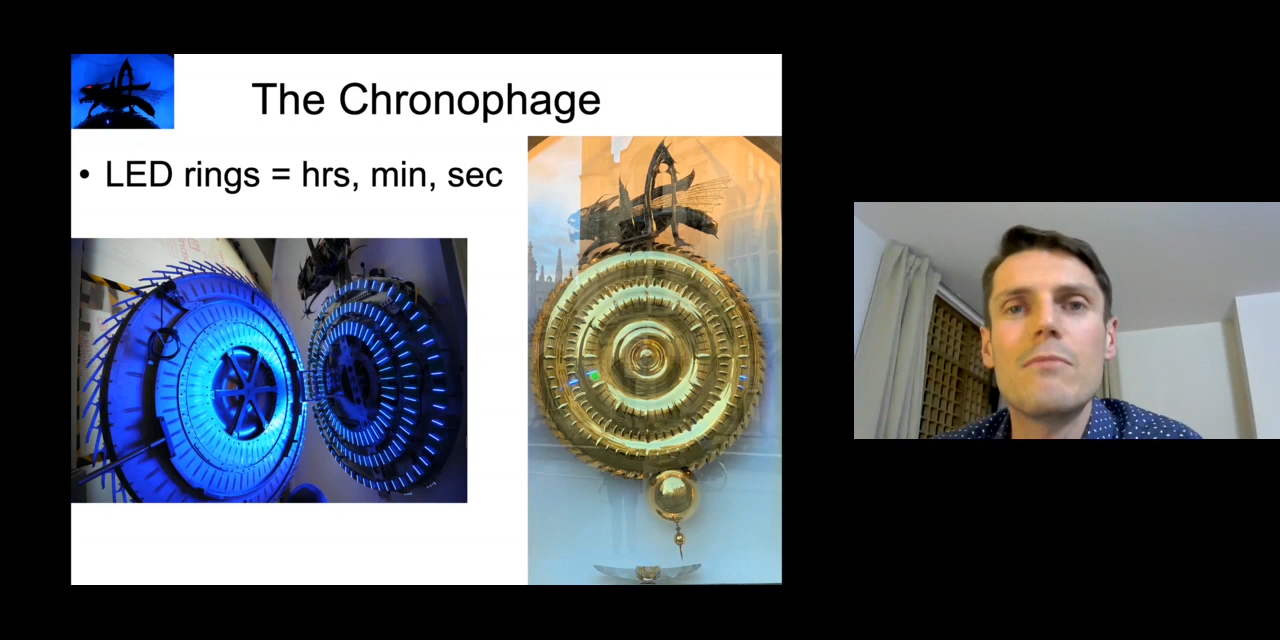 The Chronophage
• LED rings = hrs, min, sec